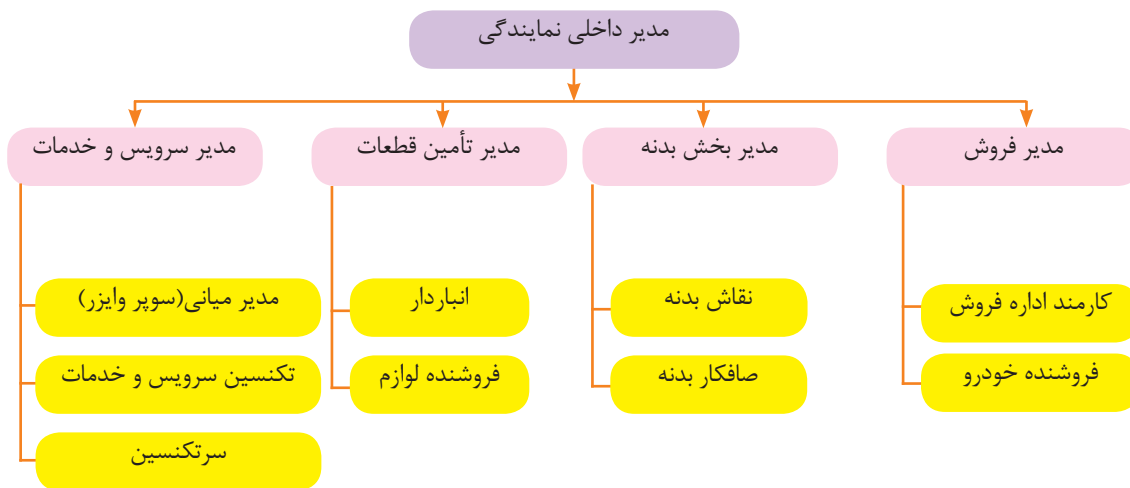 مدیر داخلی نمایندگی
مدیر فروش
مدیر بخش بدنه
مدیر تأمین قطعات
مدیر سرویس و خدمات
کارمند اداره فروش
فروشنده خودرو
نقاش بدنه
صافکار بدنه
انباردار
فروشنده لوازم
مدیر میانی(سوپر وایزر)
تکنسین سرویس و خدمات
سرتکنسین